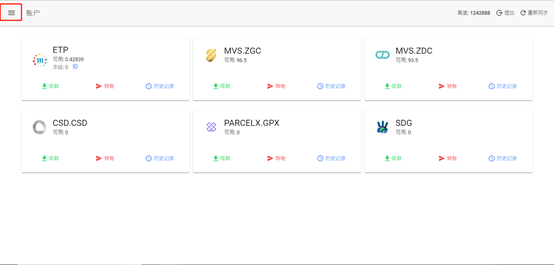 账户
高度: 1242888 退出 重新同步
ETP
可用: 0.42839
冻结: 0
收款 转账 历史记录
MVS.ZGC
可用: 96.5
收款 转账 历史记录
MVS.ZDC
可用: 93.5
收款 转账 历史记录
CSD.CSD
可用: 0
收款 转账 历史记录
PARCELX.GPX
可用: 0
收款 转账 历史记录
SDG
可用: 0
收款 转账 历史记录